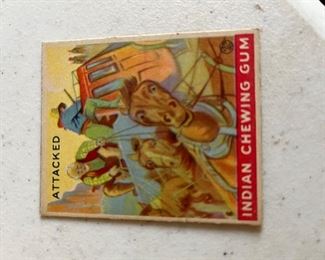 ATTACKED
INDIAN CHEWING GUM